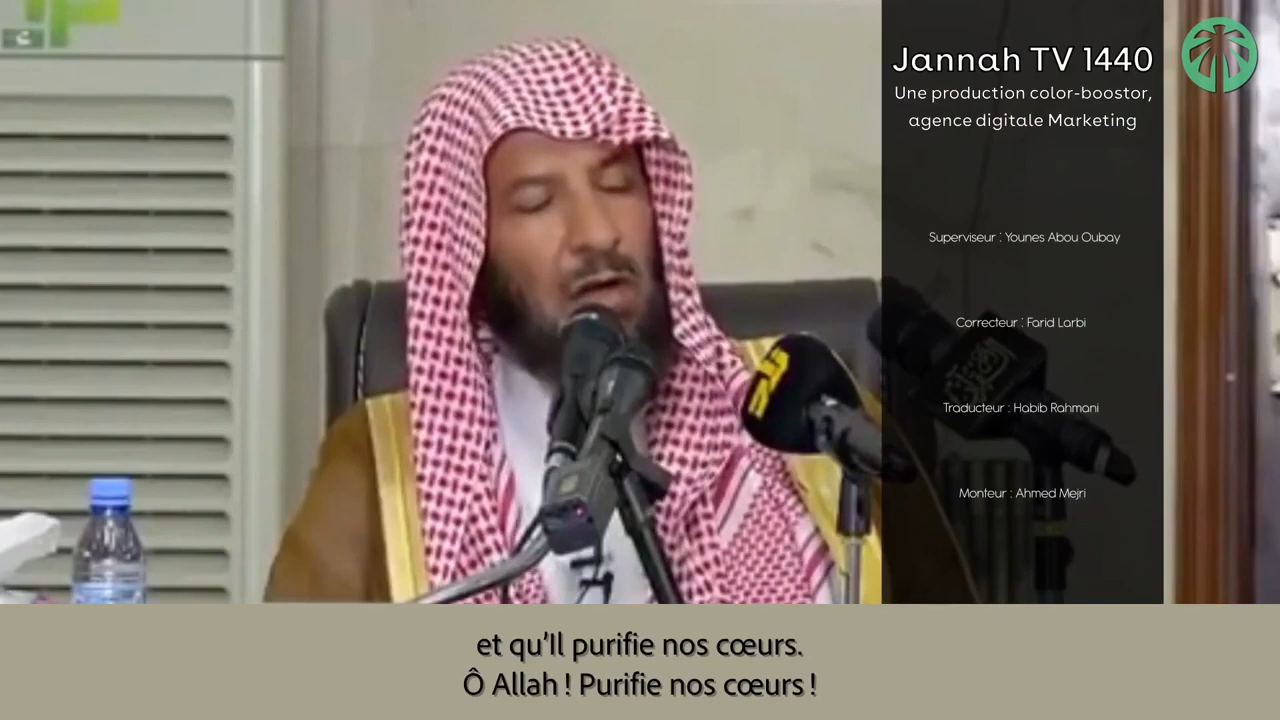 Jannah TV 1440
Une production color-boostor,
agence digitale Marketing
Superviseur : Younes Abou Oubay
Correcteur : Farid Larbi
Traducteur : Habib Rahmani
Monteur : Ahmed Mejri
et qu’Il purifie nos cœurs.
Ô Allah ! Purifie nos cœurs !